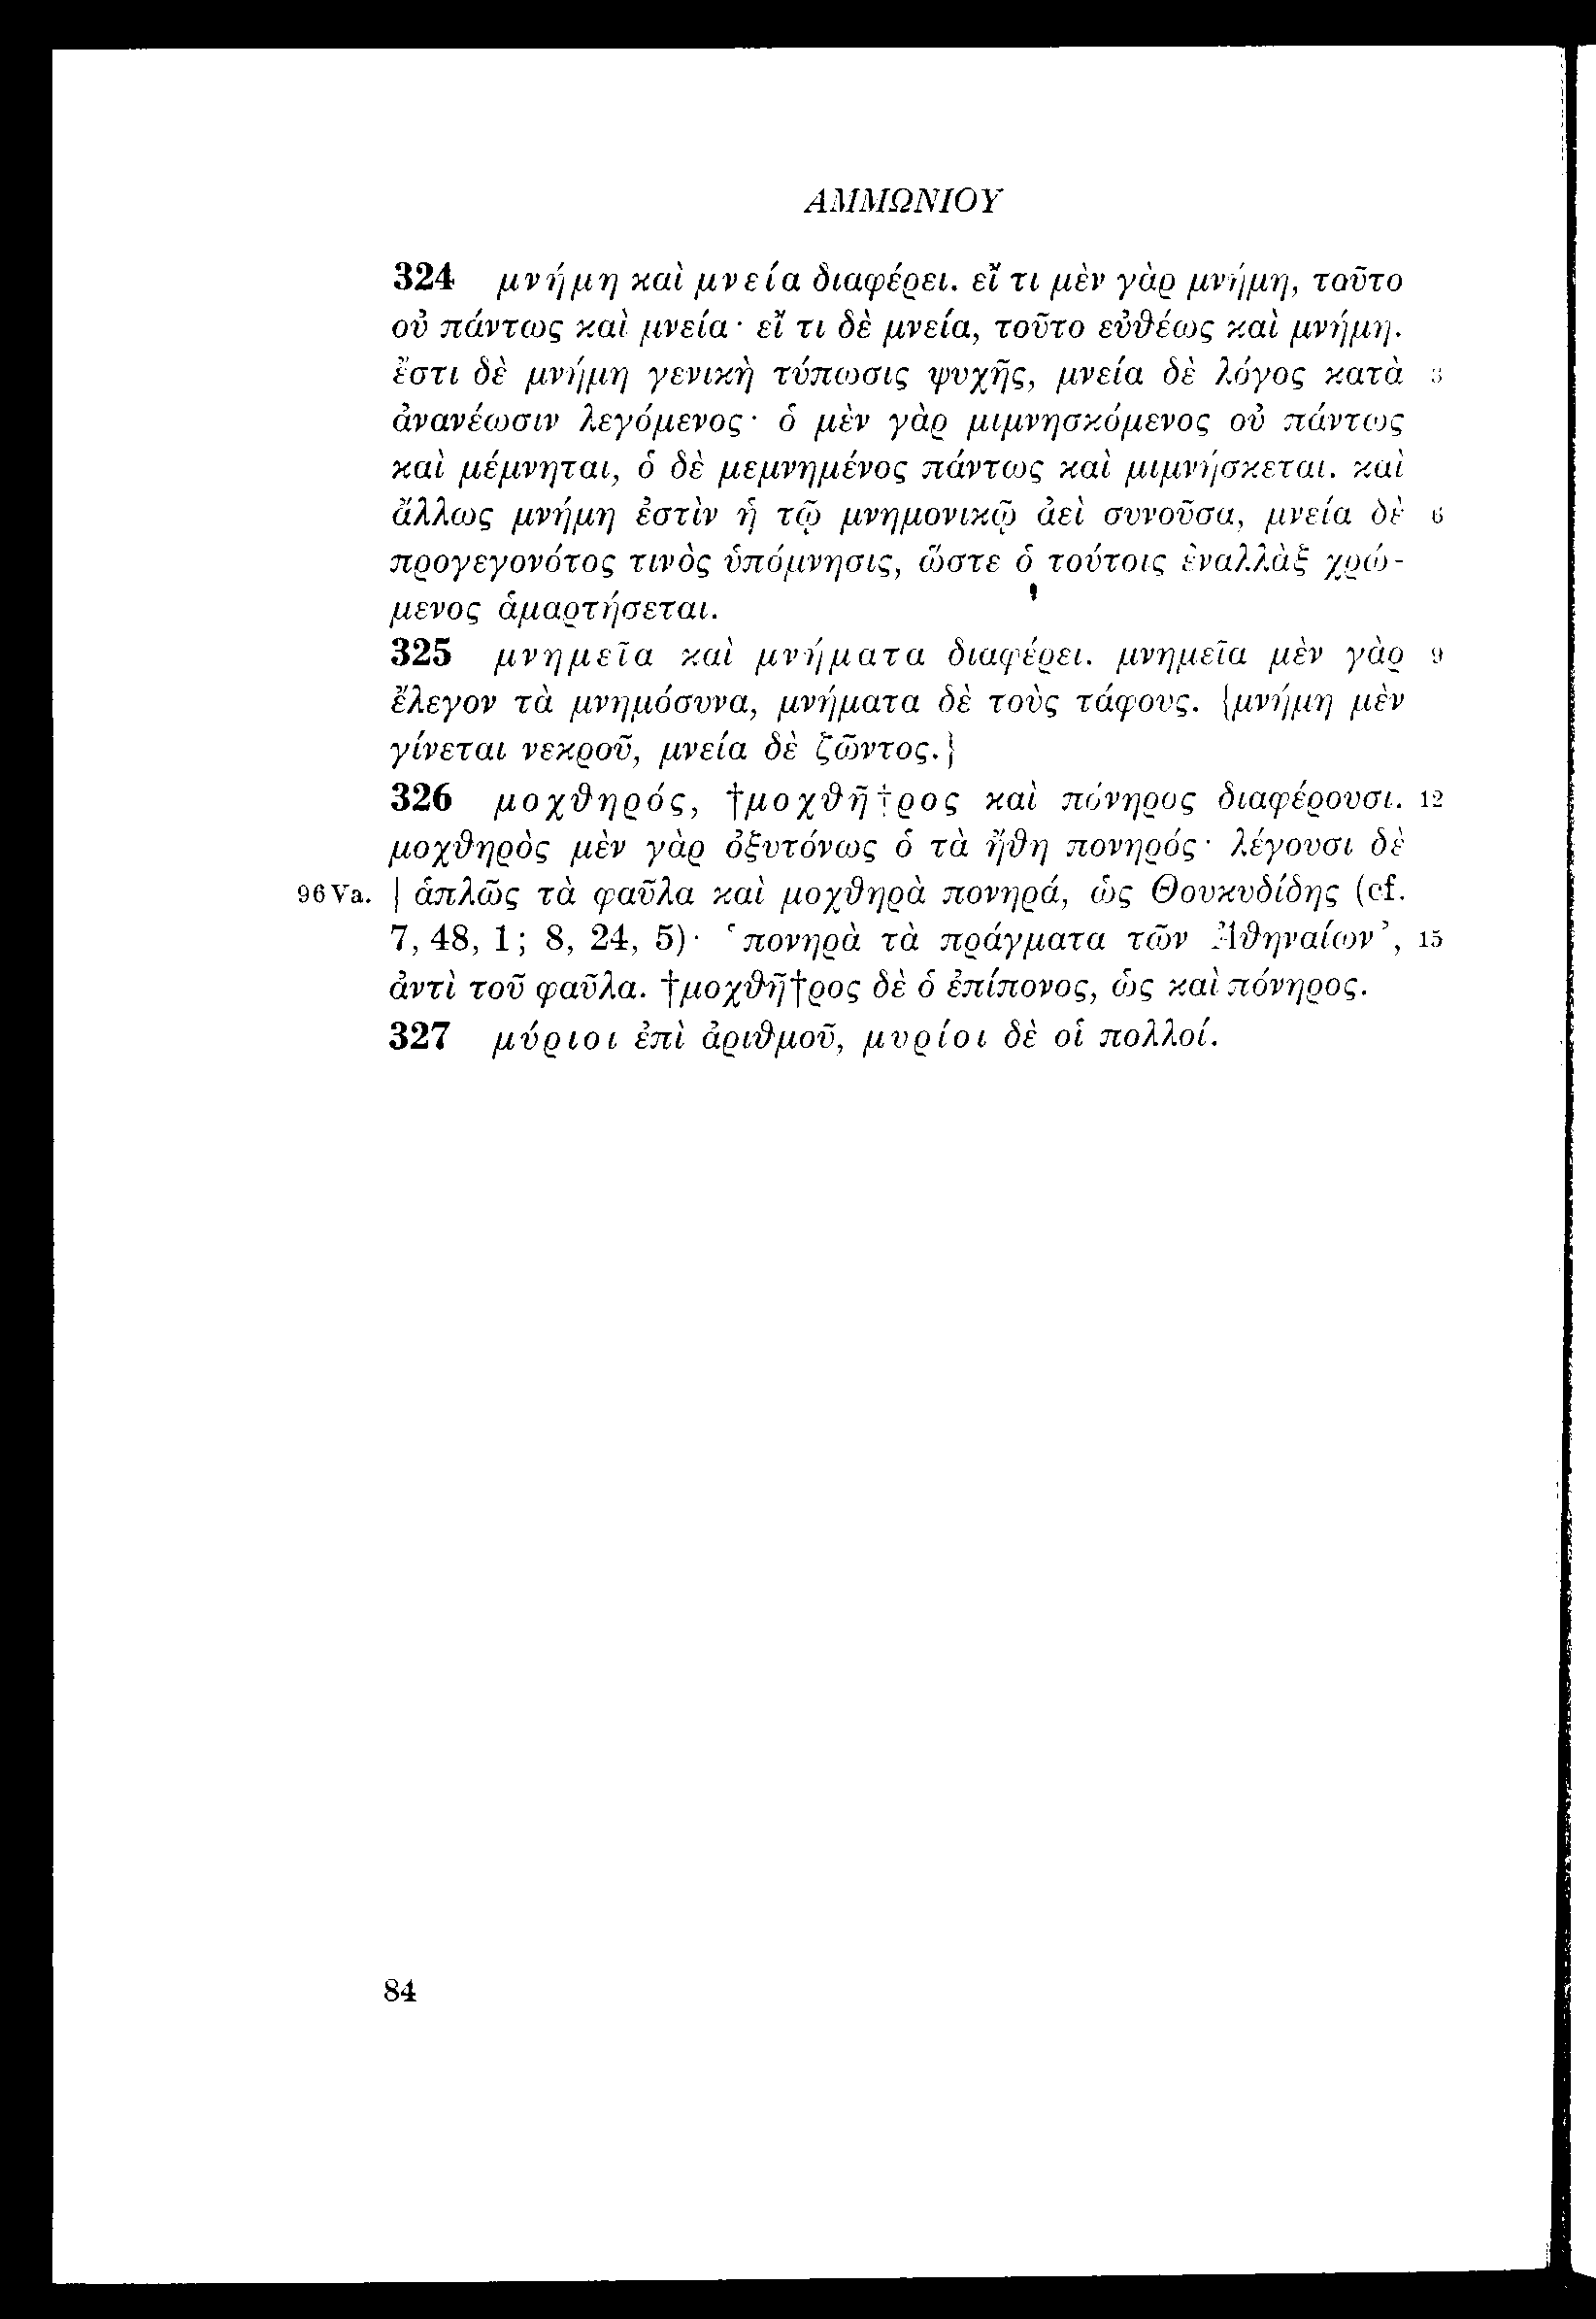 ΑΜΜΩΝΙΟΥ
324 μνήμη καὶ μνεία διαφέρει. εἴ τι μὲν γὰρ μνήμη, τοῦτο
οὐ πάντως καὶ μνεία· εἴ τι δὲ μνεία, τοῦτο εὐθέως καὶ μνήμη.
ἔστι δὲ μνήμη γενικὴ τύπωσις ψυχῆς, μνεία δὲ λόγος κατὰ 3
ἀνανέωσιν λεγόμενος· ὁ μὲν γὰρ μιμνησκόμενος οὐ πάντως
καὶ μέμνηται, ὁ δὲ μεμνημένος πάντως καὶ μιμνήσκεται. καὶ
ἄλλως μνήμη ἐστὶν ἡ τῷ μνημονικῷ ἀεὶ συνοῦσα, μνεία δὲ 6
προγεγονότος τινὸς ὑπόμνησις, ὥστε ὁ τούτοις ἐναλλὰξ χρώ-
μενος ἁμαρτήσεται.
325 μνημεῖα καὶ μνήματα διαφέρει. μνημεῖα μὲν γὰρ 9
ἔλεγον τὰ μνημόσυνα, μνήματα δὲ τοὺς τάφους. {μνήμη μὲν
γίνεται νεκροῦ, μνεία δὲ ζῶντος.}
326 μοχθηρός, †μοχθῆ†ρος καὶ πόνηρος διαφέρουσι. 12
μοχθηρὸς μὲν γὰρ ὀξυτόνως ὁ τὰ ἤθη πονηρός· λέγουσι δὲ
96 Va. | ἁπλῶς τὰ φαῦλα καὶ μοχθηρὰ πονηρά, ὡς Θουκυδίδης (cf.
7, 48, 1; 8, 24, 5)· ‛πονηρὰ τὰ πράγματα τῶν Ἀθηναίων’, 15
ἀντὶ τοῦ φαῦλα. †μοχθῆ†ρος δὲ ὁ ἐπίπονος, ὡς καὶ πόνηρος.
327 μύριοι ἐπὶ ἀριθμοῦ, μυρίοι δὲ οἱ πολλοί.
84